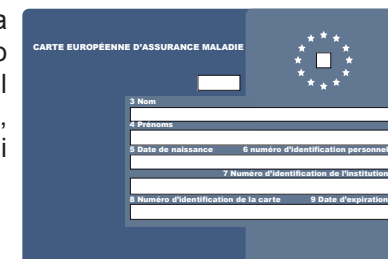 CARTE EUROPÉENNE D'ASSURANCE MALADIE
3 Nom
4 Prénoms
5 Date de naissance 6 numéro d'identification personnel
7 Numéro d'identification de l'institution
8 Numéro d'identification de la carte 9 Date d'expiration